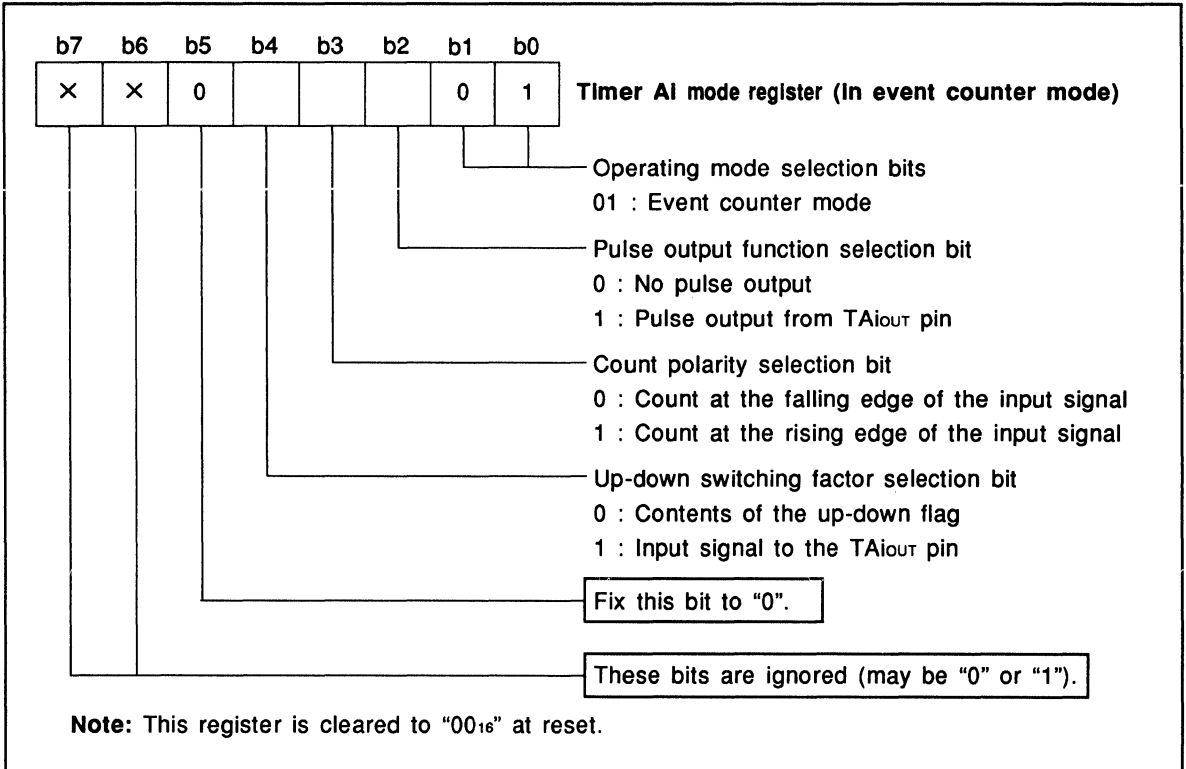 b7 b6 b5 b4 b3 b2 b1 b0
× × 0 0 1 Timer Ai mode register (in event counter mode)
Operating mode selection bits
01 : Event counter mode
Pulse output function selection bit
0 : No pulse output
1 : Pulse output from TAiOUT pin
Count polarity selection bit
0 : Count at the falling edge of the input signal
1 : Count at the rising edge of the input signal
Up-down switching factor selection bit
0 : Contents of the up-down flag
1 : Input signal to the TAiOUT pin
Fix this bit to “0”.
These bits are ignored (may be “0” or “1”).
Note: This register is cleared to “0016” at reset.